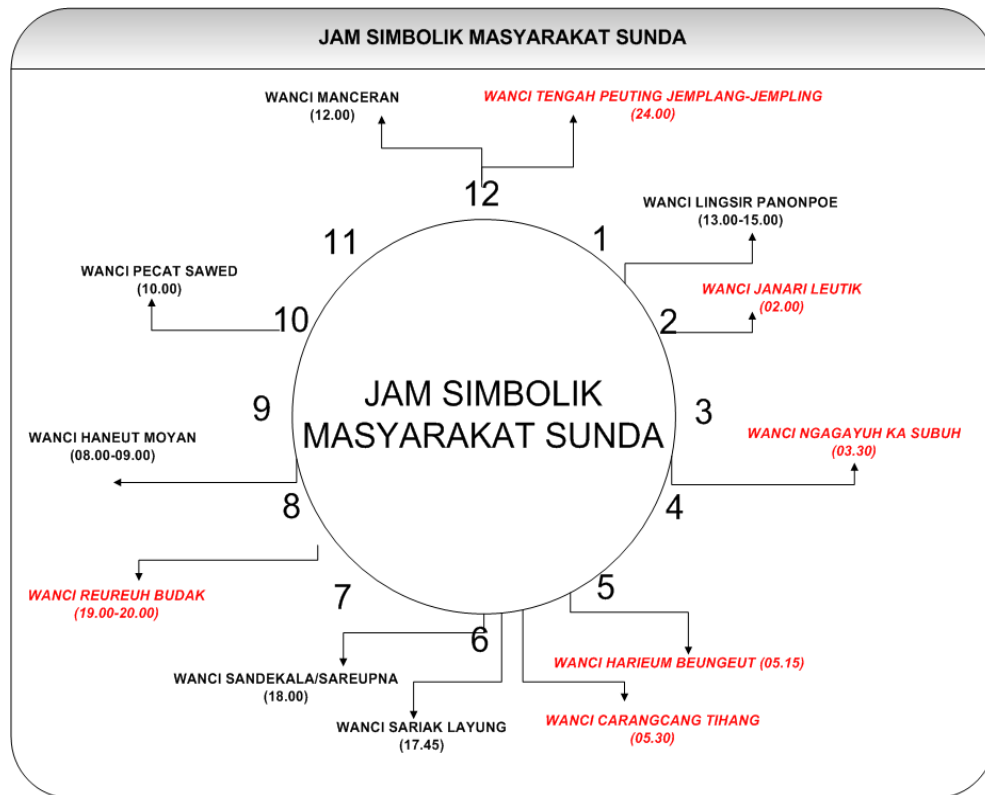 JAM SIMBOLIK MASYARAKAT SUNDA
WANCI MANCERAN
(12.00)
WANCI TENGAH PEUTING JEMPLANG-JEMPLING
(24.00)
12
WANCI LINGSIR PANONPOE
(13.00-15.00)
11
1
WANCI PECAT SAWED
(10.00)
WANCI JANARI LEUTIK
(02.00)
10
2
JAM SIMBOLIK
MASYARAKAT SUNDA
9
3
WANCI HANEUT MOYAN
(08.00-09.00)
WANCI NGAGAYUH KA SUBUH
(03.30)
8
4
WANCI REUREUH BUDAK
(19.00-20.00)
7
5
6
WANCI HARIEUM BEUNGEUT (05.15)
WANCI SANDEKALA/SAREUPNA
(18.00)
WANCI SARIAK LAYUNG
(17.45)
WANCI CARANGCANG TIHANG
(05.30)